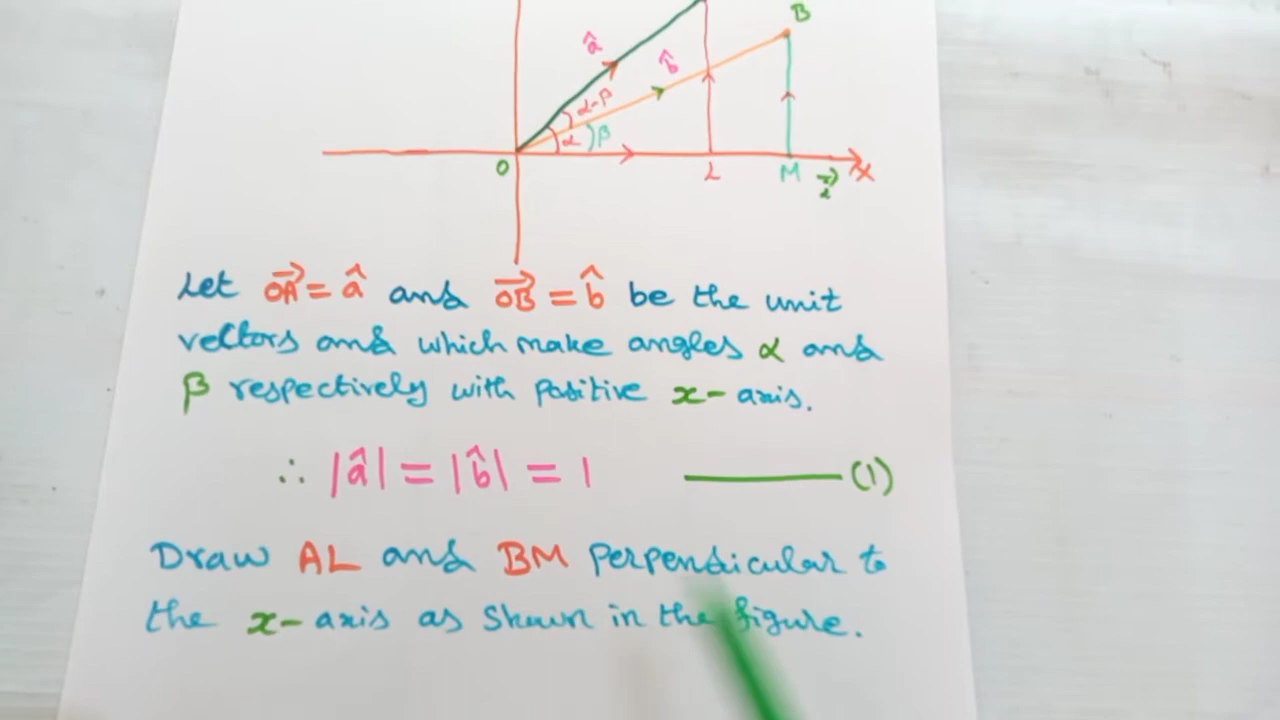 B
â
b̂
α-β
α
β
O
L
M
X
Let OA⃗ = â and OB⃗ = b̂ be the unit
vectors and which make angles α and
β respectively with positive x- axis.
∴ |â| = |b̂| = 1 ——— (1)
Draw AL and BM perpendicular to
the x- axis as shown in the figure.